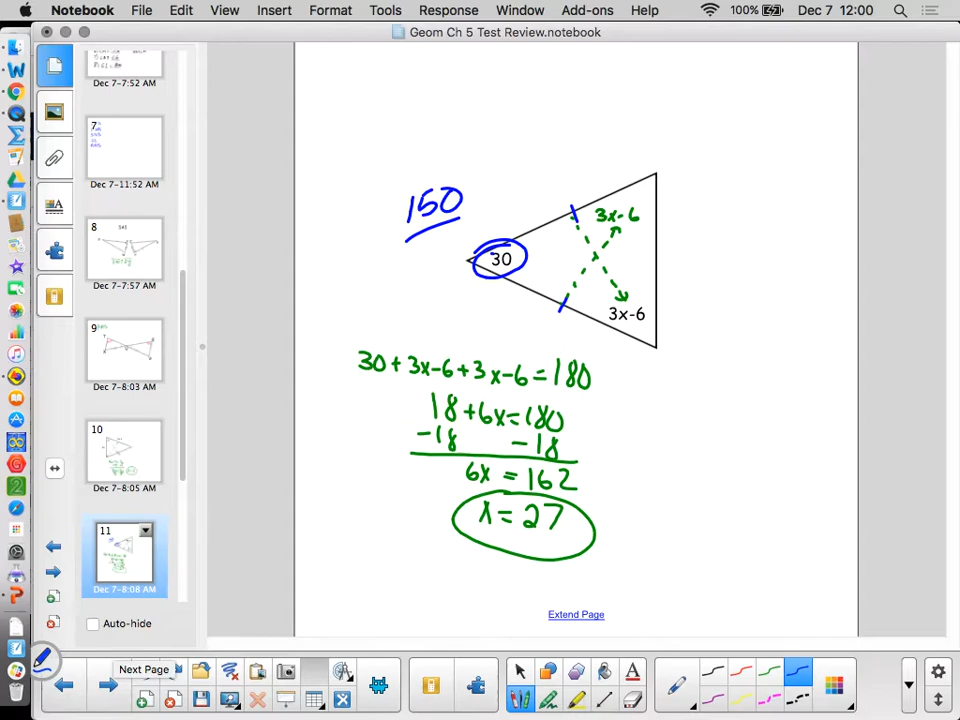 Notebook File Edit View Insert Format Tools Response Window Add-ons Help 100% Dec 7 12:00
Geom Ch 5 Test Review.notebook
Dec 7-7:52 AM
7
Dec 7-11:52 AM
8
Dec 7-7:57 AM
9
Dec 7-8:03 AM
10
Dec 7-8:05 AM
11
Dec 7-8:08 AM
Auto-hide
150
3x-6
30
3x-6
30+3x-6+3x-6=180
18+6x=180
-18 -18
6x=162
x=27
Extend Page
Next Page